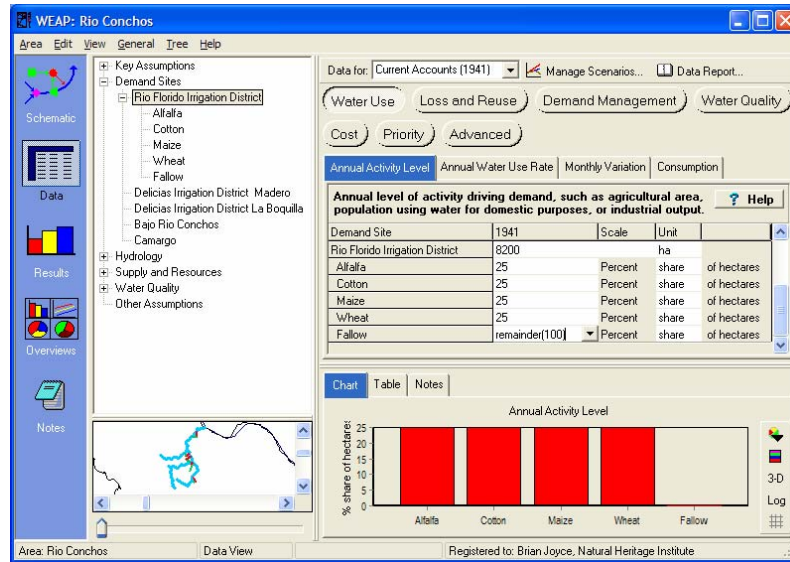 WEAP: Rio Conchos
Area Edit View General Tree Help
Schematic
Data
Results
Overviews
Notes
Key Assumptions
Demand Sites
Rio Florido Irrigation District
Alfalfa
Cotton
Maize
Wheat
Fallow
Delicias Irrigation District Madero
Delicias Irrigation District La Boquilla
Bajo Rio Conchos
Camargo
Hydrology
Supply and Resources
Water Quality
Other Assumptions
Data for: Current Accounts (1941) Manage Scenarios... Data Report...
Water Use Loss and Reuse Demand Management Water Quality
Cost Priority Advanced
Annual Activity Level Annual Water Use Rate Monthly Variation Consumption
Annual level of activity driving demand, such as agricultural area, ? Help
population using water for domestic purposes, or industrial output.
Demand Site 1941 Scale Unit
Rio Florido Irrigation District 8200 ha
Alfalfa 25 Percent share of hectares
Cotton 25 Percent share of hectares
Maize 25 Percent share of hectares
Wheat 25 Percent share of hectares
Fallow remainder(100) Percent share of hectares
Chart Table Notes
Annual Activity Level
% share of hectares
25
20
15
10
5
0
Alfalfa Cotton Maize Wheat Fallow
3-D
Log
Area: Rio Conchos Data View Registered to: Brian Joyce, Natural Heritage Institute